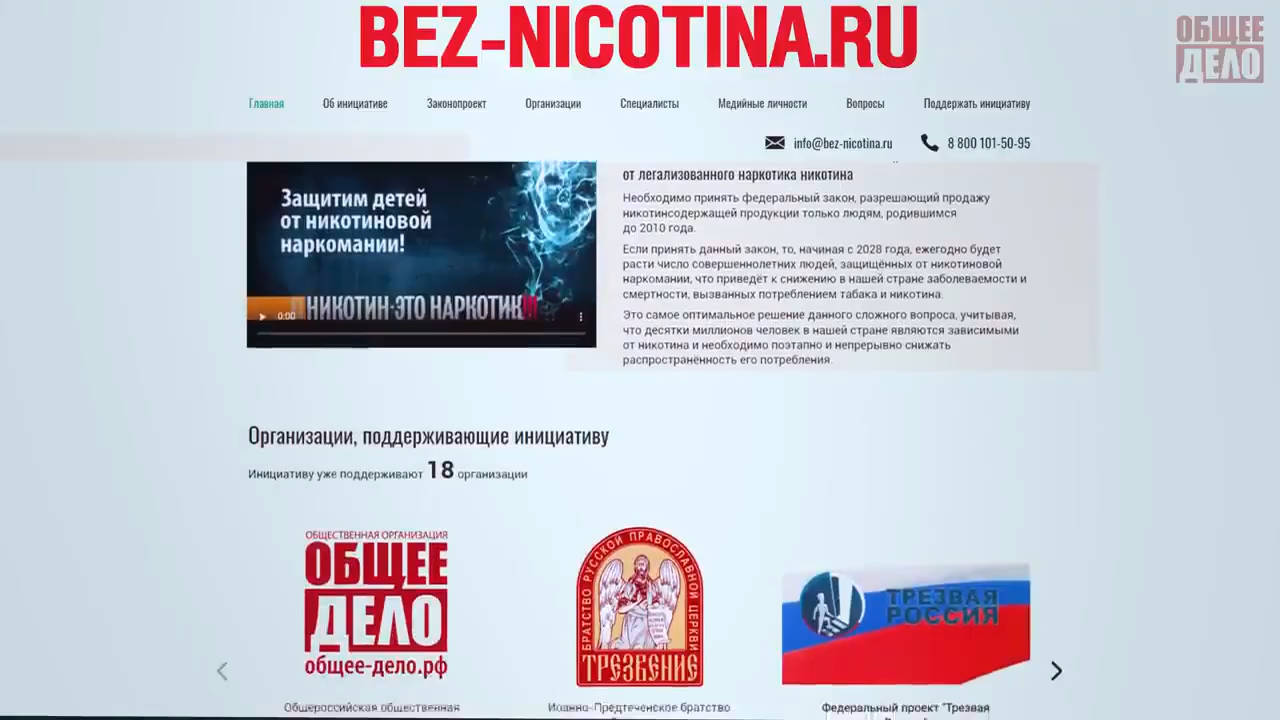 BEZ-NICOTINA.RU
ОБЩЕЕ
ДЕЛО
Главная Об инициативе Законопроект Организации Специалисты Медийные личности Вопросы Поддержать инициативу
info@bez-nicotina.ru 8 800 101-50-95
Защитим детей
от никотиновой
наркомании!
НИКОТИН-ЭТО НАРКОТИК!!!
0:00
от легализованного наркотика никотина
Необходимо принять федеральный закон, разрешающий продажу
никотинсодержащей продукции только людям, родившимся
до 2010 года.
Если принять данный закон, то, начиная с 2028 года, ежегодно будет
расти число совершеннолетних людей, защищённых от никотиновой
наркомании, что приведёт к снижению в нашей стране заболеваемости и
смертности, вызванных потреблением табака и никотина.
Это самое оптимальное решение данного сложного вопроса, учитывая,
что десятки миллионов человек в нашей стране являются зависимыми
от никотина и необходимо поэтапно и непрерывно снижать
распространённость его потребления.
Организации, поддерживающие инициативу
Инициативу уже поддерживают 18 организации
ОБЩЕСТВЕННАЯ ОРГАНИЗАЦИЯ
ОБЩЕЕ
ДЕЛО
общее-дело.рф
БРАТСТВО РУССКОЙ ПРАВОСЛАВНОЙ ЦЕРКВИ
ТРЕЗВЕНИЕ
ТРЕЗВАЯ
РОССИЯ
Общероссийская общественная
Иоанно-Предтеченское братство
Федеральный проект "Трезвая